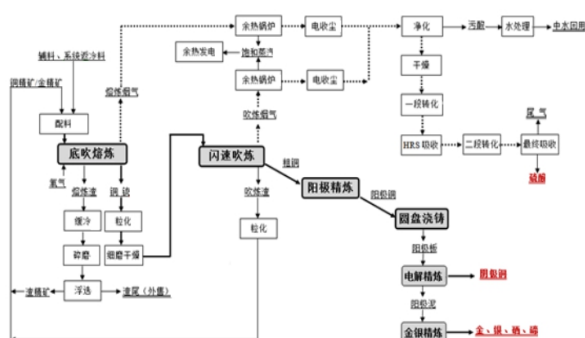 余热锅炉
电收尘
净化
污酸
水处理
中水回用
辅料、系统返冷料
余热发电
饱和蒸汽
铜精矿/金精矿
熔炼烟气
余热锅炉
电收尘
干燥
配料
吹炼烟气
一段转化
尾气
底吹熔炼
闪速吹炼
HRS吸收
二段转化
最终吸收
氧气
粗铜
熔炼渣
铜锍
吹炼渣
阳极精炼
硫酸
阳极铜
缓冷
粒化
粒化
圆盘浇铸
碎磨
细磨干燥
阳极板
电解精炼
阴极铜
渣精矿
浮选
渣尾（外售）
阳极泥
金银精炼
金、银、硒、碲